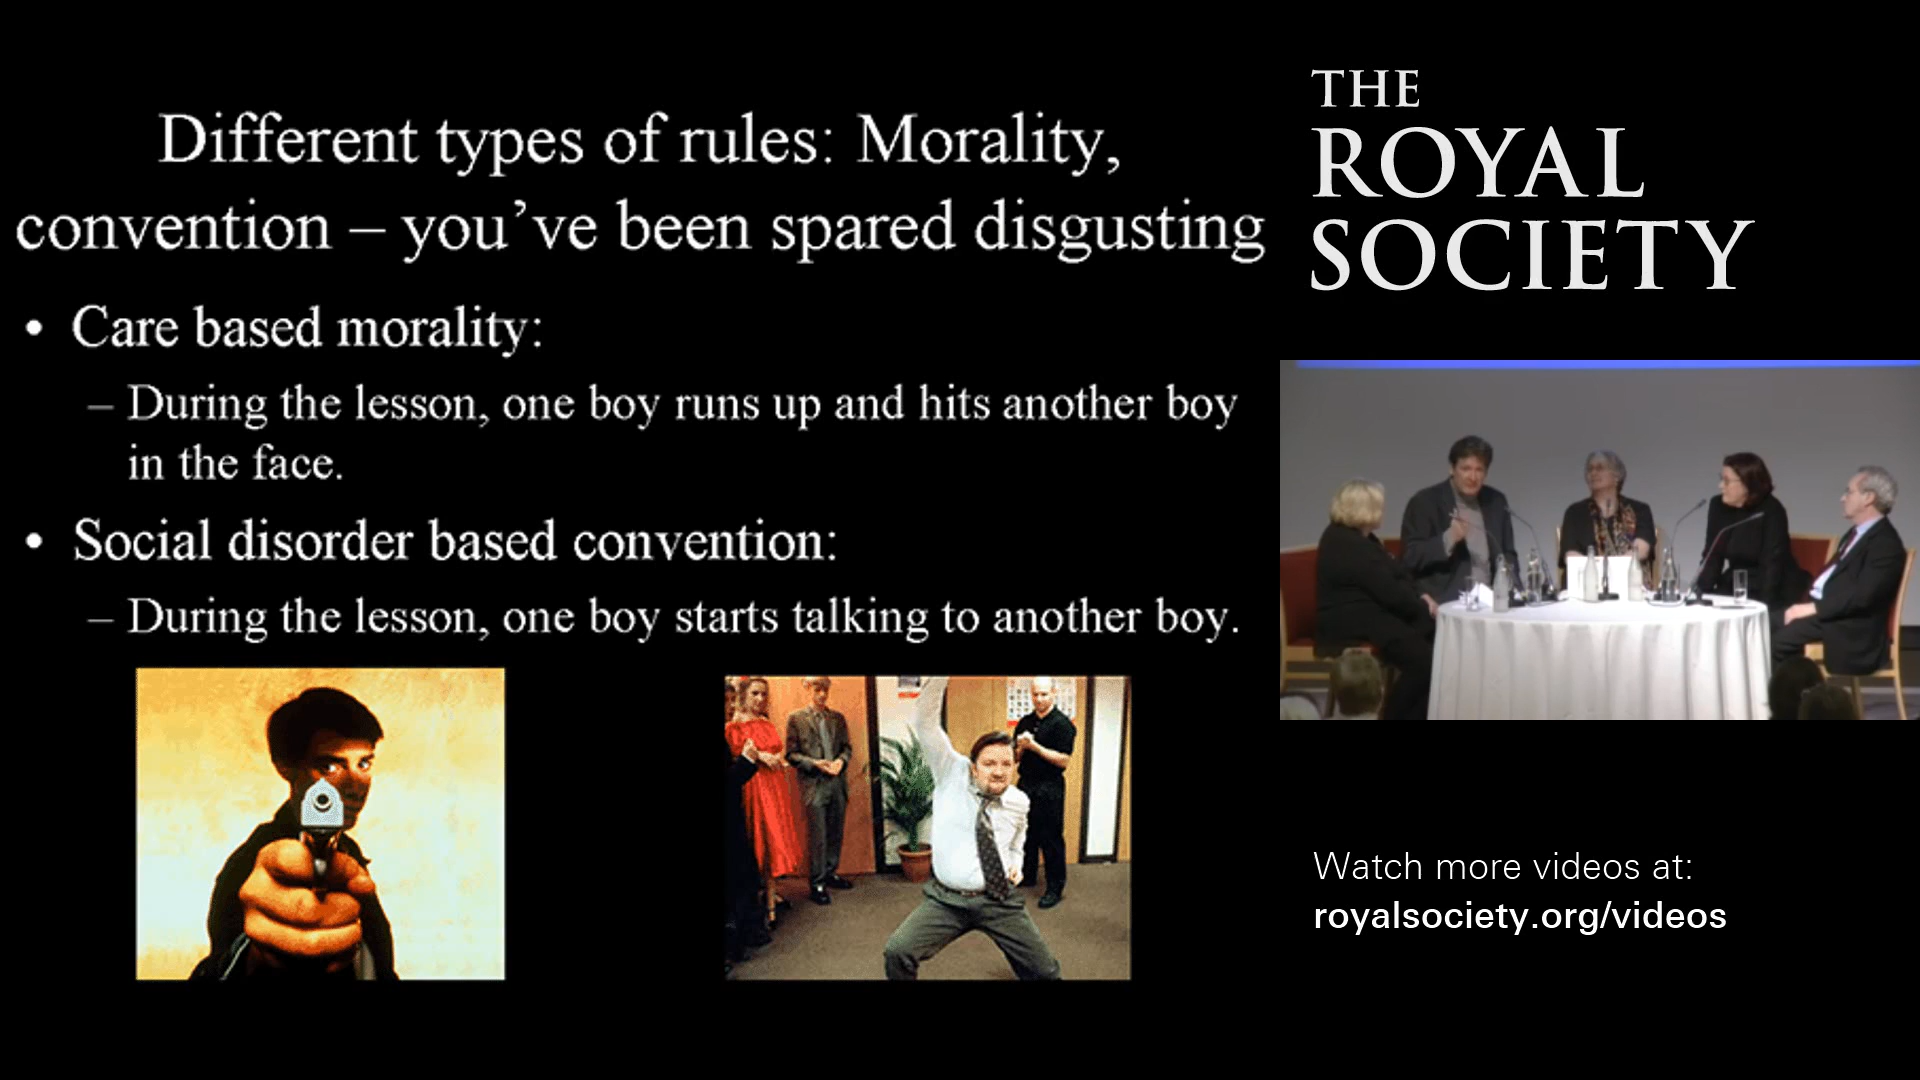 Different types of rules: Morality,
convention – you’ve been spared disgusting
• Care based morality:
– During the lesson, one boy runs up and hits another boy
in the face.
• Social disorder based convention:
– During the lesson, one boy starts talking to another boy.
THE
ROYAL
SOCIETY
Watch more videos at:
royalsociety.org/videos